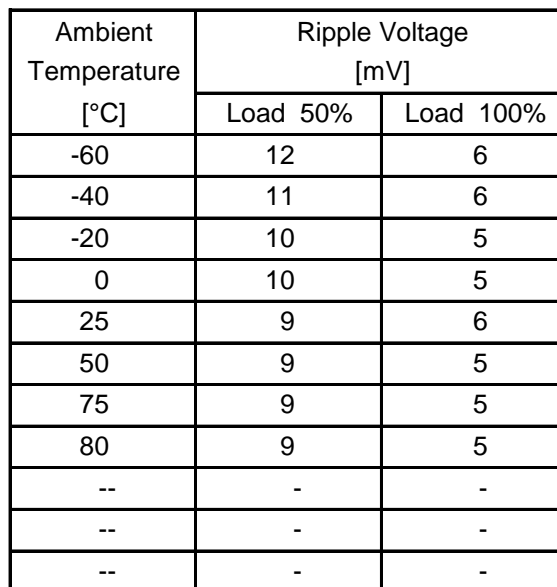 Ambient Temperature [°C] Ripple Voltage [mV]
Load 50% Load 100%
-60 12 6
-40 11 6
-20 10 5
0 10 5
25 9 6
50 9 5
75 9 5
80 9 5
-- - -
-- - -
-- - -